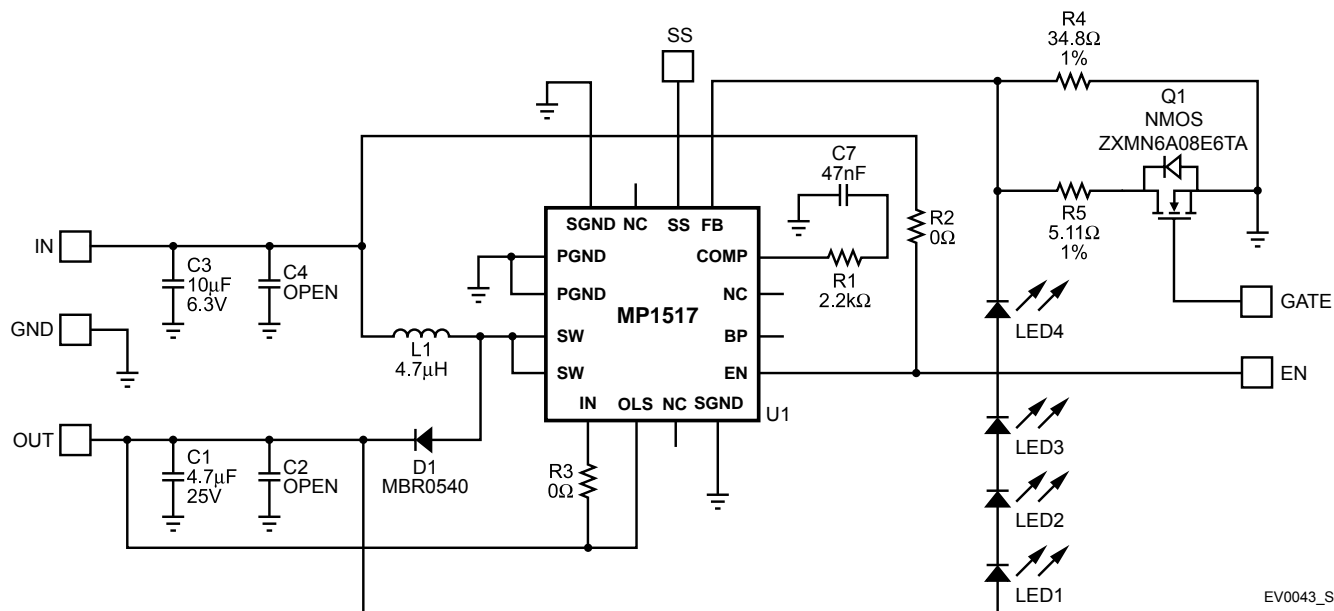 SS
R4
34.8Ω
1%
Q1
NMOS
ZXMN6A08E6TA
C7
47nF
SGND NC SS FB
R2
0Ω
R5
5.11Ω
1%
IN
C3
10μF
6.3V
C4
OPEN
PGND
COMP
R1
2.2kΩ
PGND
NC
MP1517
GATE
LED4
GND
L1
4.7μH
SW
BP
SW
EN
EN
IN OLS NC SGND
U1
OUT
C1
4.7μF
25V
C2
OPEN
D1
MBR0540
R3
0Ω
LED3
LED2
LED1
EV0043_S